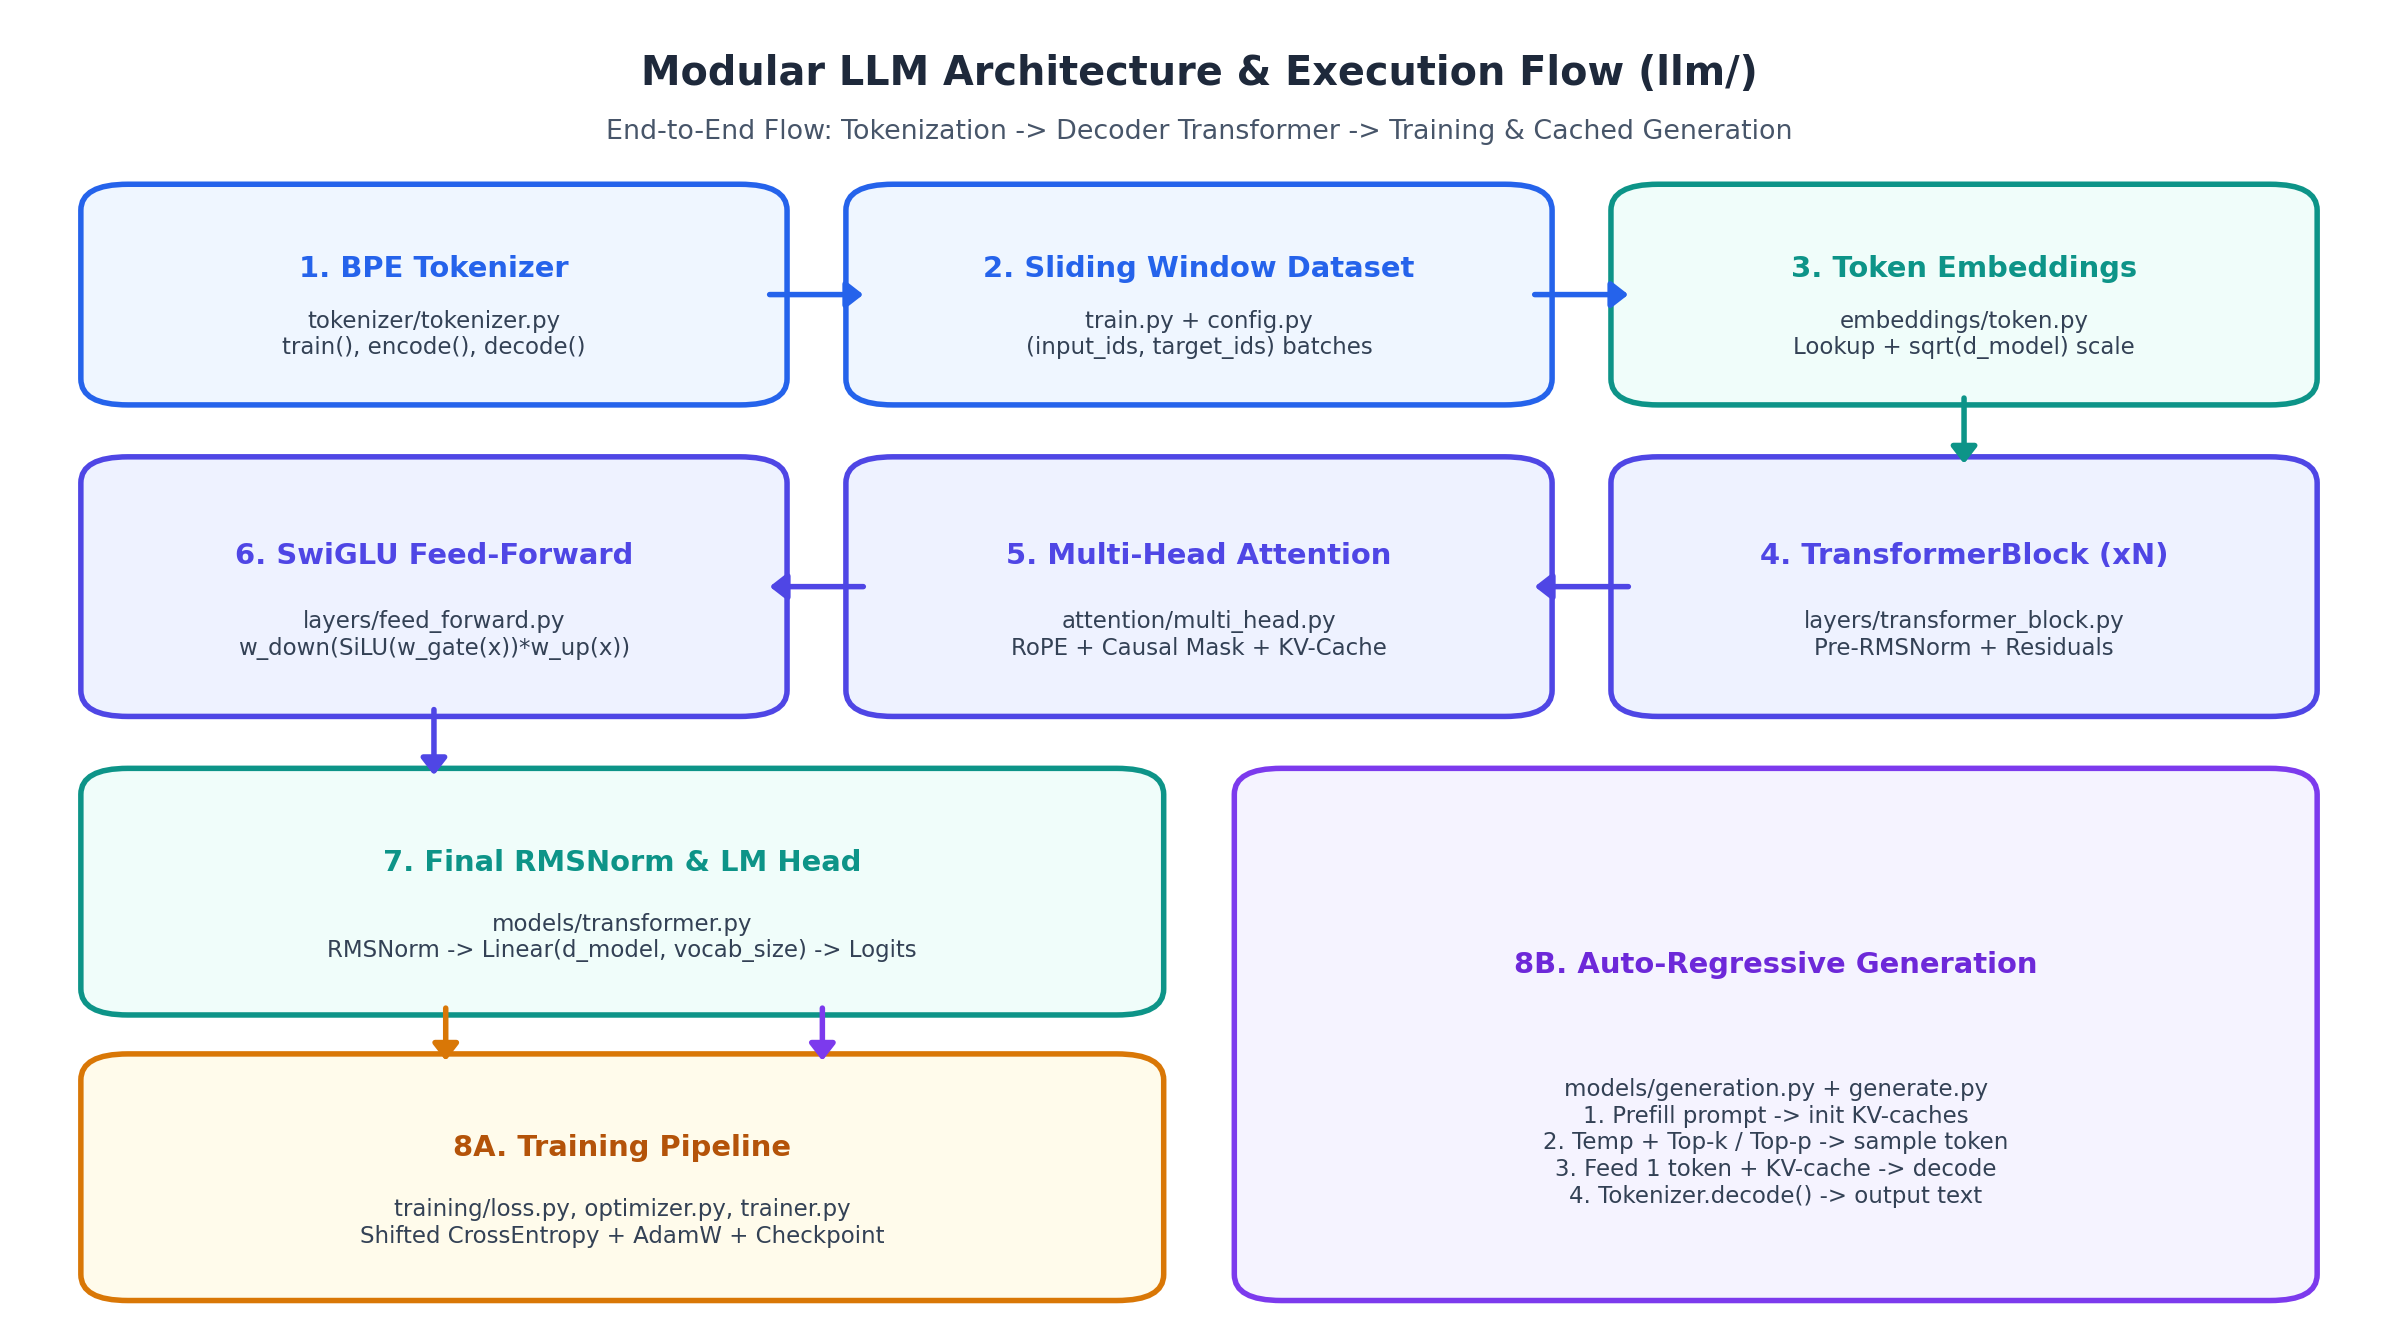 Modular LLM Architecture & Execution Flow (llm/)
End-to-End Flow: Tokenization -> Decoder Transformer -> Training & Cached Generation
1. BPE Tokenizer
tokenizer/tokenizer.py
train(), encode(), decode()
2. Sliding Window Dataset
train.py + config.py
(input_ids, target_ids) batches
3. Token Embeddings
embeddings/token.py
Lookup + sqrt(d_model) scale
4. TransformerBlock (xN)
layers/transformer_block.py
Pre-RMSNorm + Residuals
5. Multi-Head Attention
attention/multi_head.py
RoPE + Causal Mask + KV-Cache
6. SwiGLU Feed-Forward
layers/feed_forward.py
w_down(SiLU(w_gate(x))*w_up(x))
7. Final RMSNorm & LM Head
models/transformer.py
RMSNorm -> Linear(d_model, vocab_size) -> Logits
8A. Training Pipeline
training/loss.py, optimizer.py, trainer.py
Shifted CrossEntropy + AdamW + Checkpoint
8B. Auto-Regressive Generation
models/generation.py + generate.py
1. Prefill prompt -> init KV-caches
2. Temp + Top-k / Top-p -> sample token
3. Feed 1 token + KV-cache -> decode
4. Tokenizer.decode() -> output text